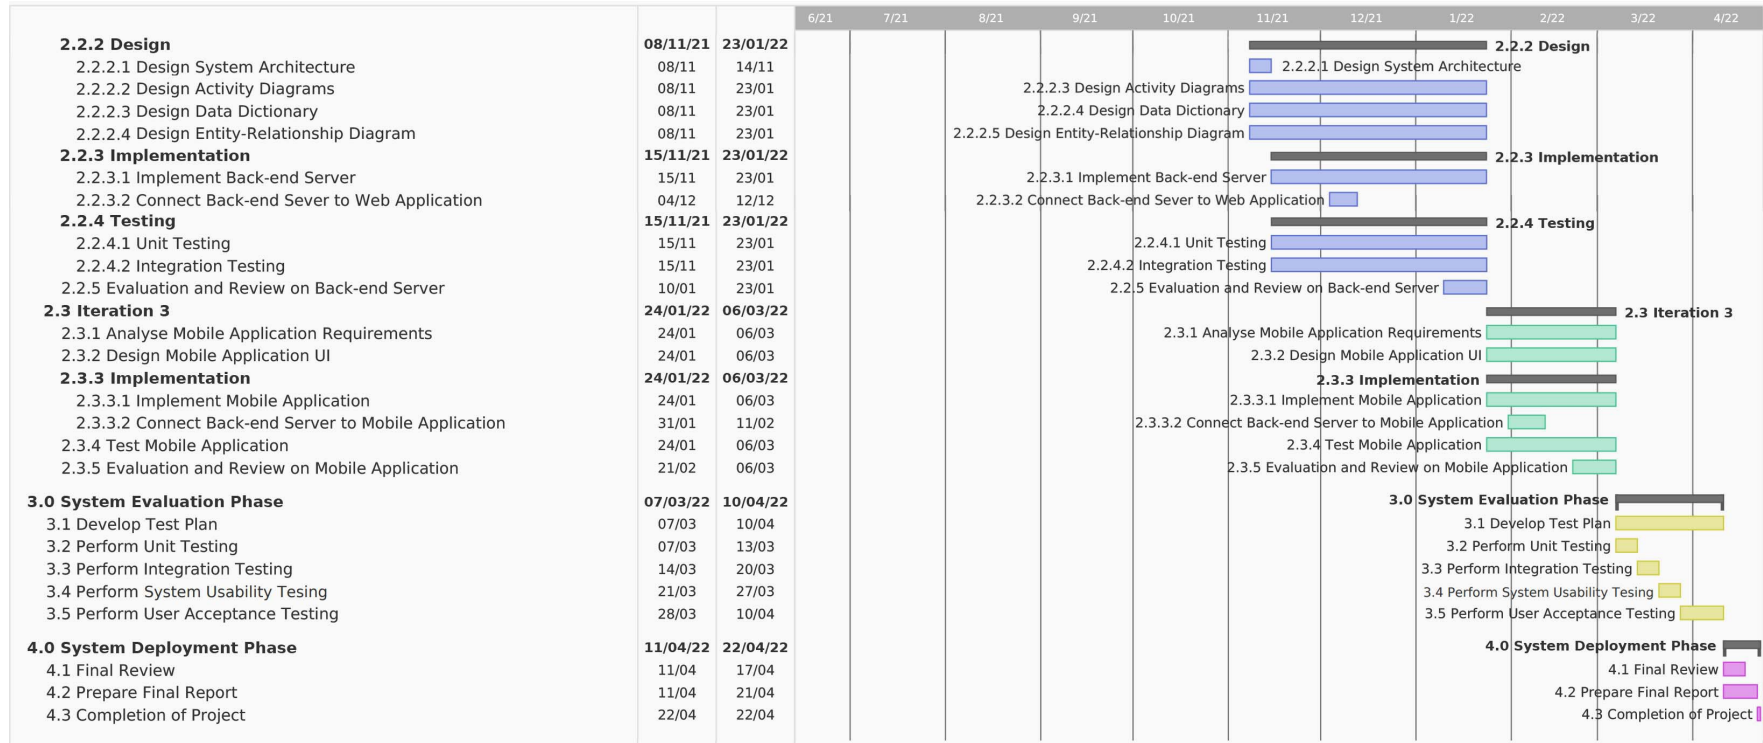 6/21 7/21 8/21 9/21 10/21 11/21 12/21 1/22 2/22 3/22 4/22
2.2.2 Design 08/11/21 23/01/22 2.2.2 Design
2.2.2.1 Design System Architecture 08/11 14/11 2.2.2.1 Design System Architecture
2.2.2.2 Design Activity Diagrams 08/11 23/01 2.2.2.3 Design Activity Diagrams
2.2.2.3 Design Data Dictionary 08/11 23/01 2.2.2.4 Design Data Dictionary
2.2.2.4 Design Entity-Relationship Diagram 08/11 23/01 2.2.2.5 Design Entity-Relationship Diagram
2.2.3 Implementation 15/11/21 23/01/22 2.2.3 Implementation
2.2.3.1 Implement Back-end Server 15/11 23/01 2.2.3.1 Implement Back-end Server
2.2.3.2 Connect Back-end Sever to Web Application 04/12 12/12 2.2.3.2 Connect Back-end Sever to Web Application
2.2.4 Testing 15/11/21 23/01/22 2.2.4 Testing
2.2.4.1 Unit Testing 15/11 23/01 2.2.4.1 Unit Testing
2.2.4.2 Integration Testing 15/11 23/01 2.2.4.2 Integration Testing
2.2.5 Evaluation and Review on Back-end Server 10/01 23/01 2.2.5 Evaluation and Review on Back-end Server
2.3 Iteration 3 24/01/22 06/03/22 2.3 Iteration 3
2.3.1 Analyse Mobile Application Requirements 24/01 06/03 2.3.1 Analyse Mobile Application Requirements
2.3.2 Design Mobile Application UI 24/01 06/03 2.3.2 Design Mobile Application UI
2.3.3 Implementation 24/01/22 06/03/22 2.3.3 Implementation
2.3.3.1 Implement Mobile Application 24/01 06/03 2.3.3.1 Implement Mobile Application
2.3.3.2 Connect Back-end Server to Mobile Application 31/01 11/02 2.3.3.2 Connect Back-end Server to Mobile Application
2.3.4 Test Mobile Application 24/01 06/03 2.3.4 Test Mobile Application
2.3.5 Evaluation and Review on Mobile Application 21/02 06/03 2.3.5 Evaluation and Review on Mobile Application
3.0 System Evaluation Phase 07/03/22 10/04/22 3.0 System Evaluation Phase
3.1 Develop Test Plan 07/03 10/04 3.1 Develop Test Plan
3.2 Perform Unit Testing 07/03 13/03 3.2 Perform Unit Testing
3.3 Perform Integration Testing 14/03 20/03 3.3 Perform Integration Testing
3.4 Perform System Usability Tesing 21/03 27/03 3.4 Perform System Usability Tesing
3.5 Perform User Acceptance Testing 28/03 10/04 3.5 Perform User Acceptance Testing
4.0 System Deployment Phase 11/04/22 22/04/22 4.0 System Deployment Phase
4.1 Final Review 11/04 17/04 4.1 Final Review
4.2 Prepare Final Report 11/04 21/04 4.2 Prepare Final Report
4.3 Completion of Project 22/04 22/04 4.3 Completion of Project